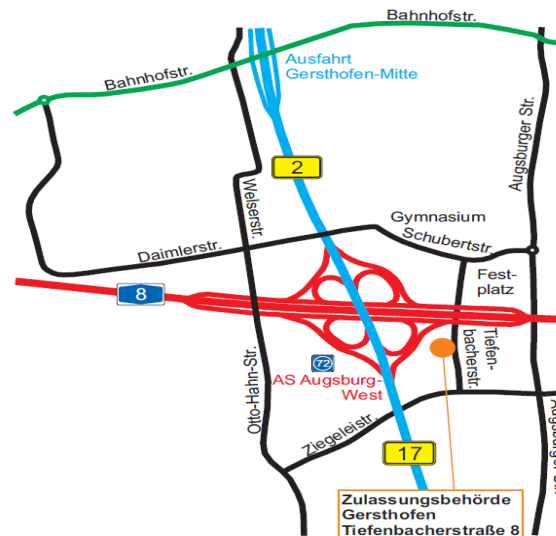 Bahnhofstr.
Bahnhofstr.
Ausfahrt
Gersthofen-Mitte
Augsburger Str.
2
Welserstr.
Gymnasium
Schubertstr.
Daimlerstr.
Fest-
platz
8
Tiefen-
bacherstr.
72
AS Augsburg-
West
Otto-Hahn-Str.
Ziegeleistr.
17
Zulassungsbehörde
Gersthofen
Tiefenbacherstraße 8